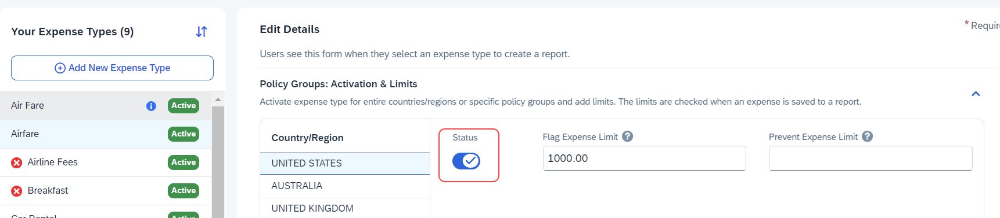 Your Expense Types (9)
Add New Expense Type
Air Fare Active
Airfare Active
Airline Fees Active
Breakfast Active
Active
Edit Details
Users see this form when they select an expense type to create a report.
Policy Groups: Activation & Limits
Activate expense type for entire countries/regions or specific policy groups and add limits. The limits are checked when an expense is saved to a report.
Country/Region
UNITED STATES
AUSTRALIA
UNITED KINGDOM
Status
Flag Expense Limit ?
1000.00
Prevent Expense Limit ?